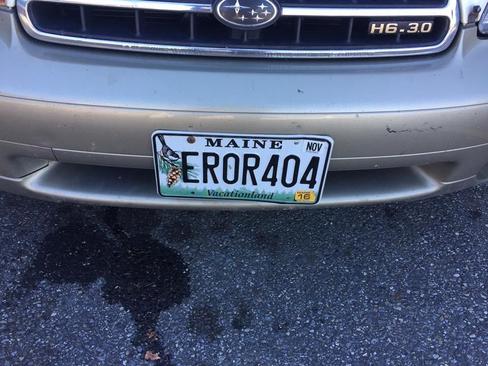 H6-3.0
MAINE
NOV
EROR404
Vacationland
16